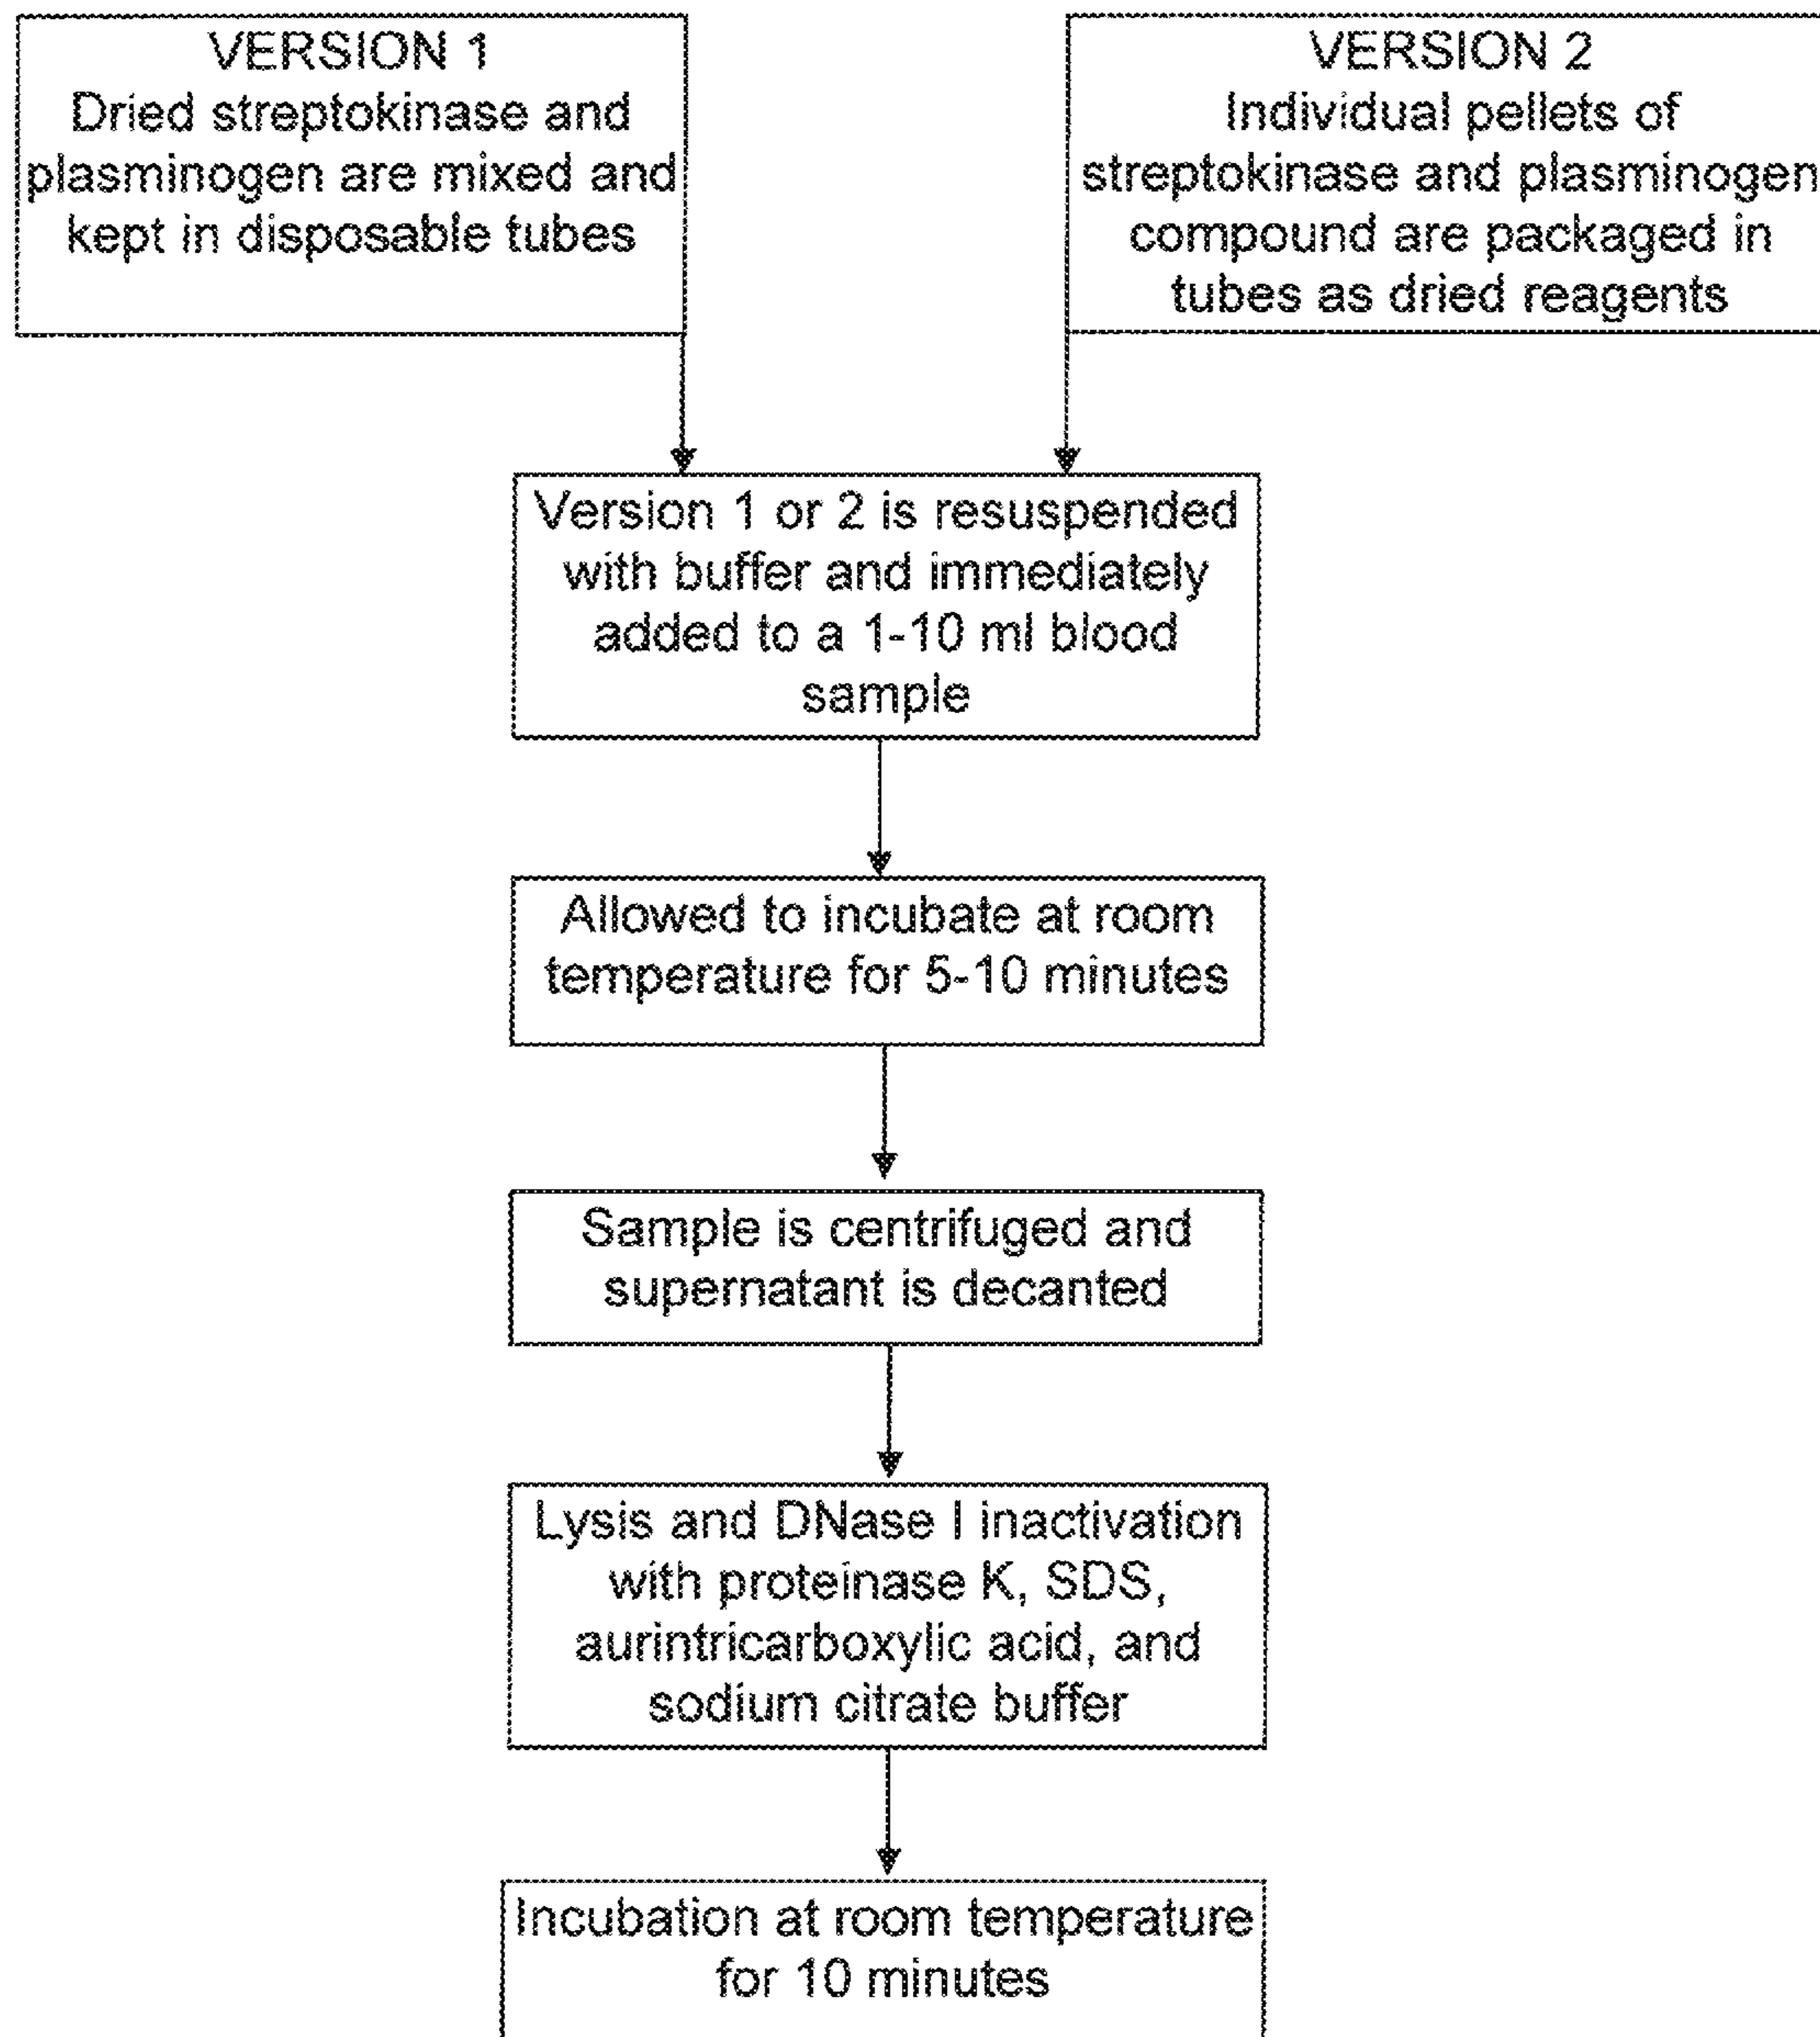 VERSION 1
Dried streptokinase and
plasminogen are mixed and
kept in disposable tubes
VERSION 2
Individual pellets of
streptokinase and plasminogen
compound are packaged in
tubes as dried reagents
Version 1 or 2 is resuspended
with buffer and immediately
added to a 1-10 ml blood
sample
Allowed to incubate at room
temperature for 5-10 minutes
Sample is centrifuged and
supernatant is decanted
Lysis and DNase I inactivation
with proteinase K, SDS,
aurintricarboxylic acid, and
sodium citrate buffer
Incubation at room temperature
for 10 minutes